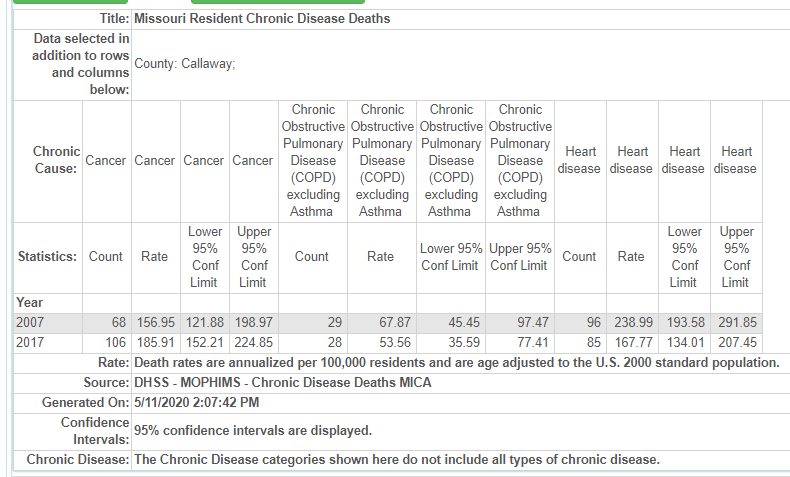 Title: Missouri Resident Chronic Disease Deaths
Data selected in addition to rows and columns below: County: Callaway;
Chronic Cause: Cancer Cancer Cancer Cancer Chronic Obstructive Pulmonary Disease (COPD) excluding Asthma Chronic Obstructive Pulmonary Disease (COPD) excluding Asthma Chronic Obstructive Pulmonary Disease (COPD) excluding Asthma Chronic Obstructive Pulmonary Disease (COPD) excluding Asthma Heart disease Heart disease Heart disease Heart disease
Statistics: Count Rate Lower 95% Conf Limit Upper 95% Conf Limit Count Rate Lower 95% Conf Limit Upper 95% Conf Limit Count Rate Lower 95% Conf Limit Upper 95% Conf Limit
Year
2007 68 156.95 121.88 198.97 29 67.87 45.45 97.47 96 238.99 193.58 291.85
2017 106 185.91 152.21 224.85 28 53.56 35.59 77.41 85 167.77 134.01 207.45
Rate: Death rates are annualized per 100,000 residents and are age adjusted to the U.S. 2000 standard population.
Source: DHSS - MOPHIMS - Chronic Disease Deaths MICA
Generated On: 5/11/2020 2:07:42 PM
Confidence Intervals: 95% confidence intervals are displayed.
Chronic Disease: The Chronic Disease categories shown here do not include all types of chronic disease.